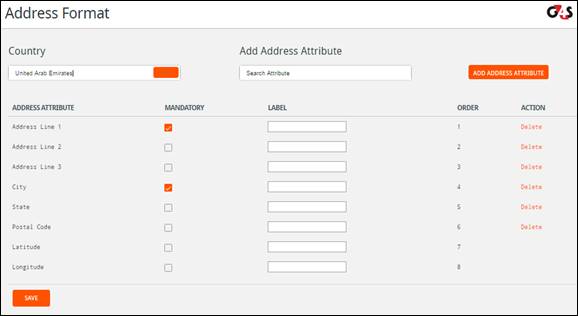 Address Format
G4S
Country Add Address Attribute
United Arab Emirates Search Attribute ADD ADDRESS ATTRIBUTE
ADDRESS ATTRIBUTE MANDATORY LABEL ORDER ACTION
Address Line 1 1 Delete
Address Line 2 2 Delete
Address Line 3 3 Delete
City 4 Delete
State 5 Delete
Postal Code 6 Delete
Latitude 7
Longitude 8
SAVE